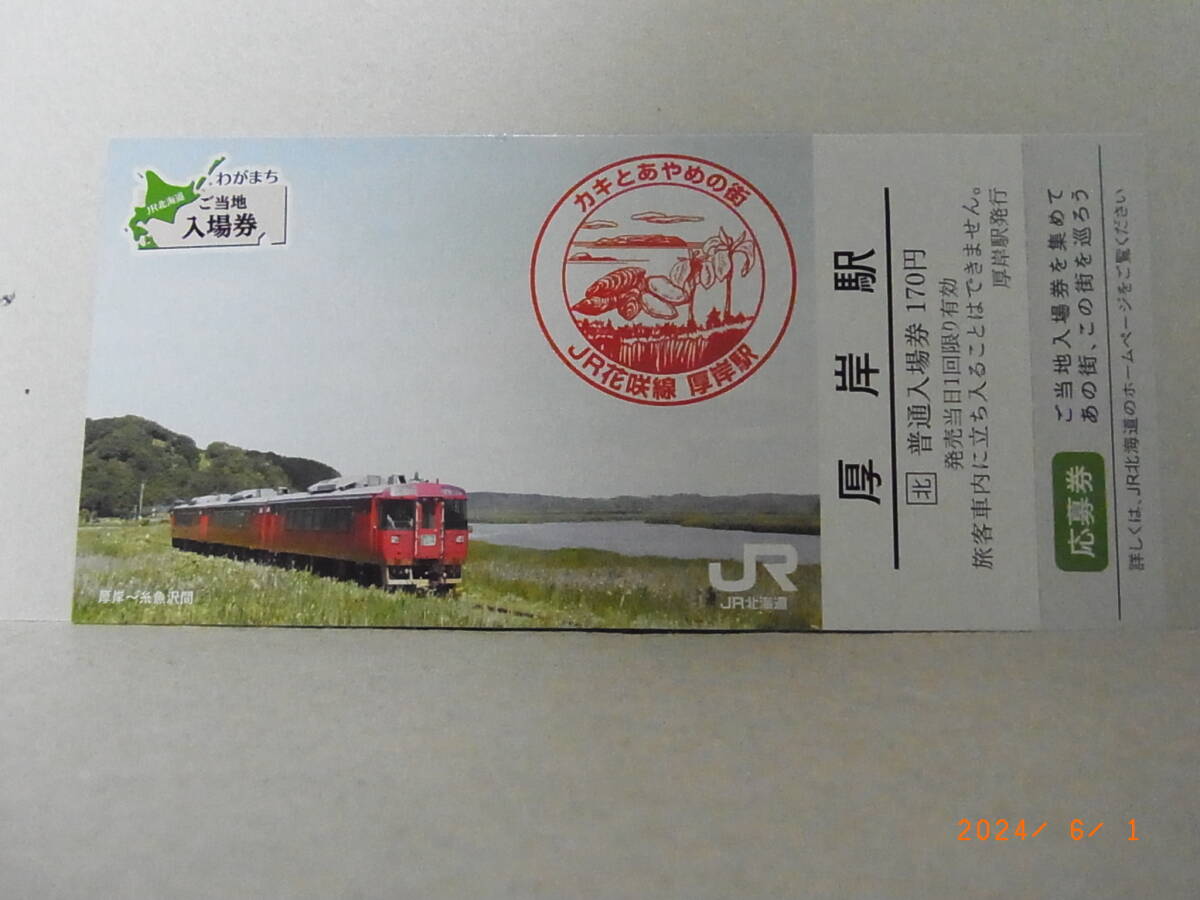 わがまち
ご当地
入場券
JR北海道
カキとあやめの街
JR花咲線 厚岸駅
厚岸~糸魚沢間
JR
JR北海道
厚岸駅
北 普通入場券 170円
発売当日1回限り有効
旅客車内に立ち入ることはできません。
厚岸駅発行
応募券
ご当地入場券を集めて
あの街、この街を巡ろう
詳しくは、JR北海道のホームページをご覧ください
2024/ 6/ 1